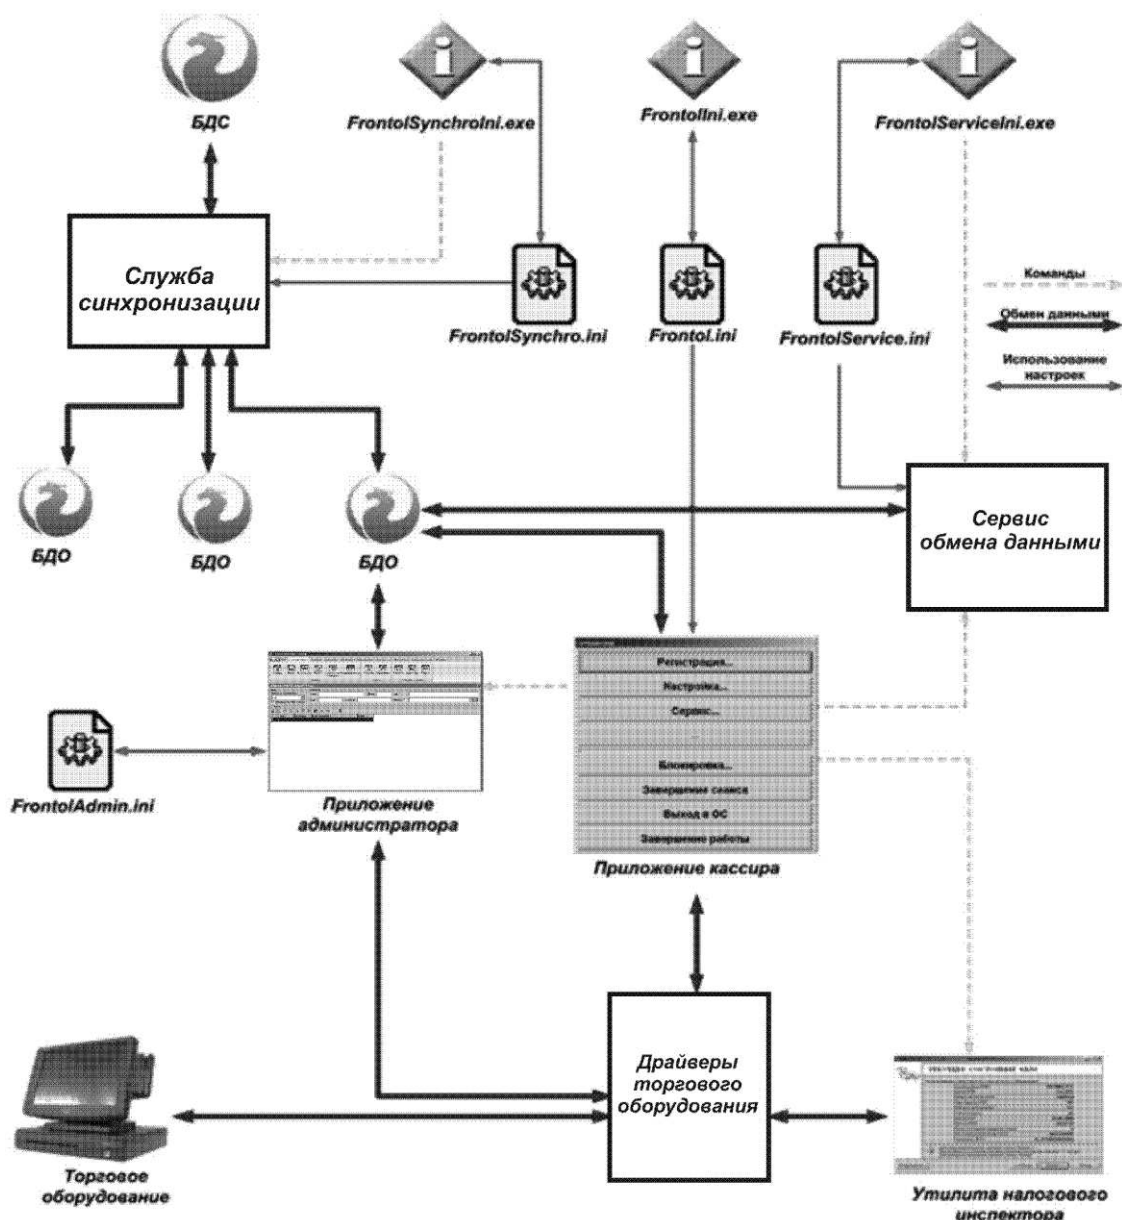 БДС
FrontolSynchroIni.exe
FrontolIni.exe
FrontolServiceIni.exe
Служба
синхронизации
FrontolSynchro.ini
Frontol.ini
FrontolService.ini
Команды
Обмен данными
Использование
настроек
БДО
БДО
БДО
Сервис
обмена данными
Регистрация...
Настройка...
Сервис...
...
Блокировка...
Завершение сеанса
Выход в ОС
Завершение работы
FrontolAdmin.ini
Приложение
администратора
Приложение кассира
Драйверы
торгового
оборудования
Торговое
оборудование
Утилита налогового
инспектора